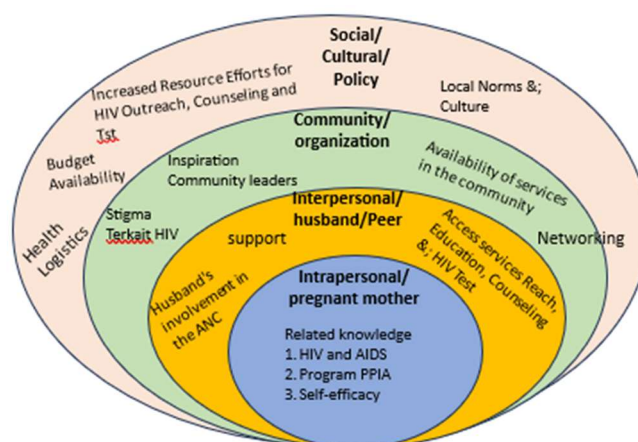 Social/
Cultural/
Policy
Increased Resource Efforts for
HIV Outreach, Counseling and
Tst
Local Norms &;
Culture
Budget
Availability
Health
Logistics
Community/
organization
Inspiration
Community leaders
Availability of services
in the community
Stigma
Terkait HIV
Networking
Interpersonal/
husband/Peer
support
Husband's
involvement in
the ANC
Access services Reach,
Education, Counseling
&; HIV Test
Intrapersonal/
pregnant mother
Related knowledge
1. HIV and AIDS
2. Program PPIA
3. Self-efficacy